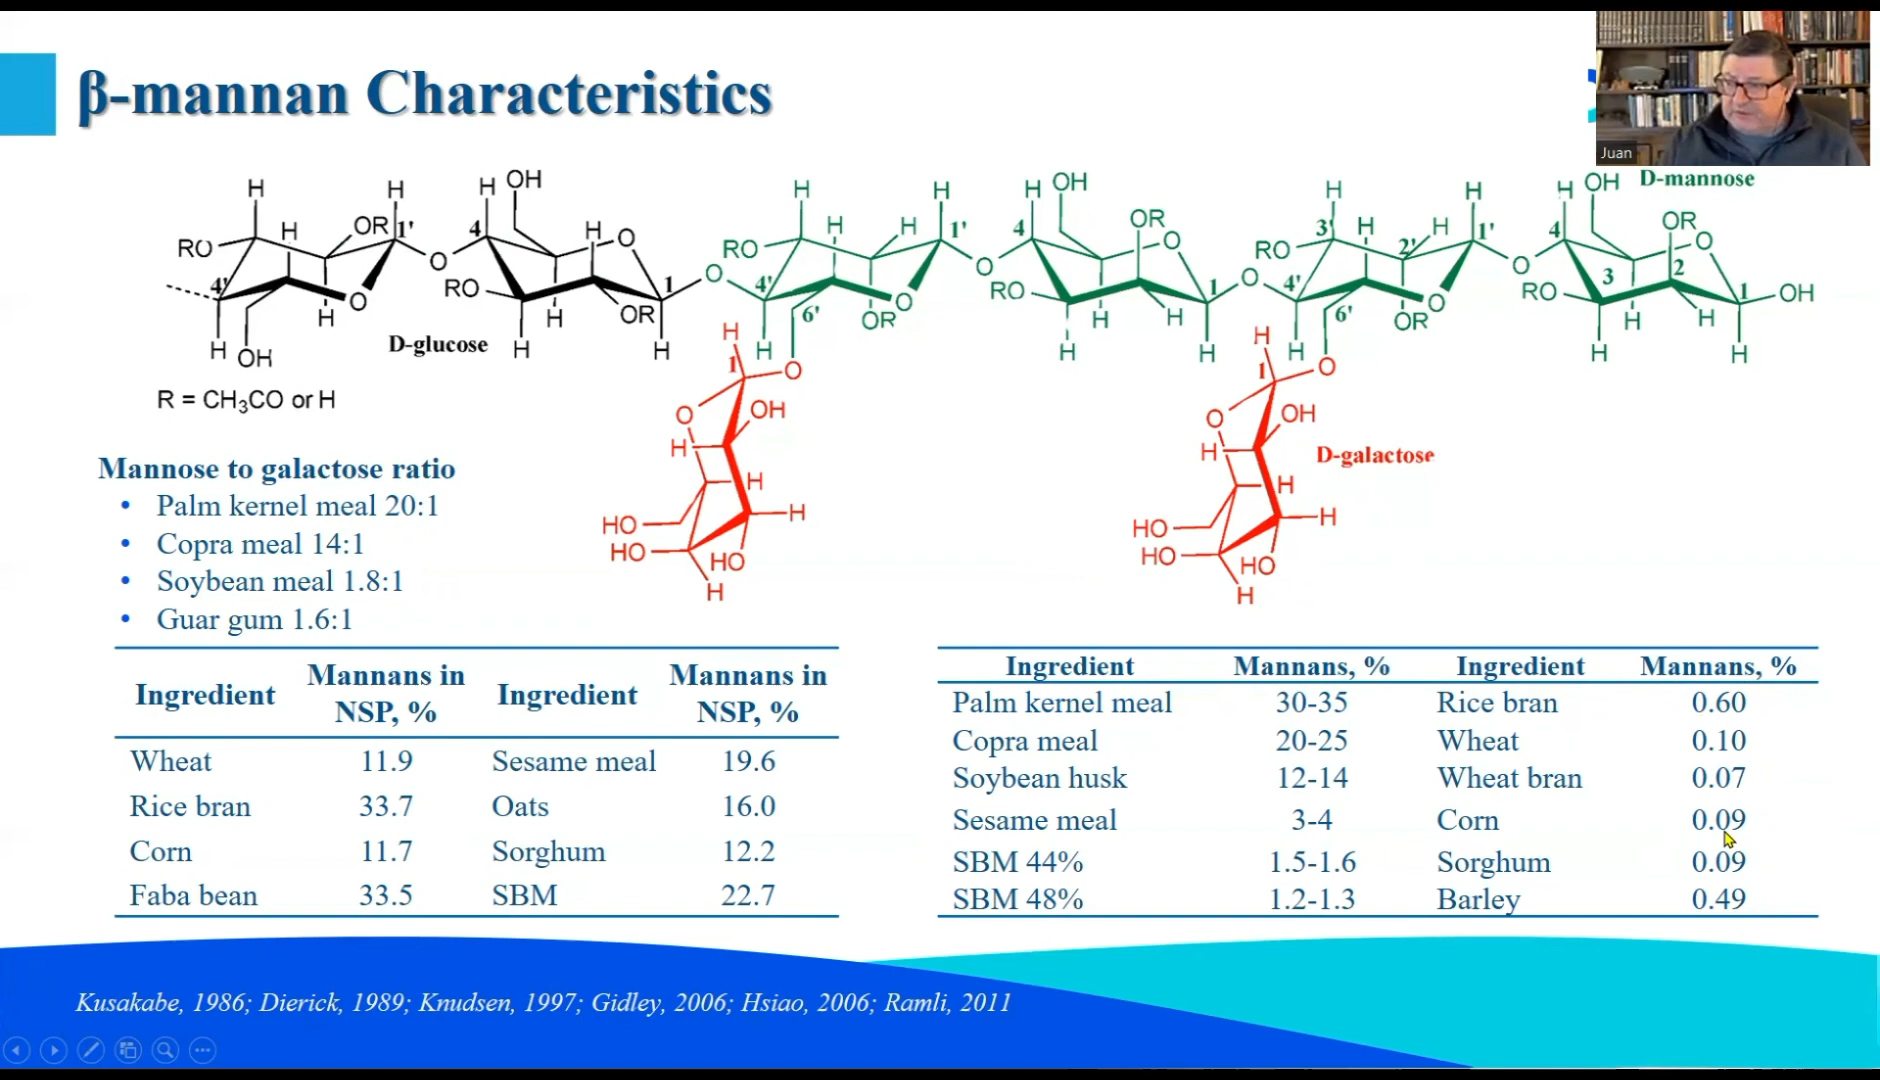 β-mannan Characteristics
Juan
D-mannose
H H H OH H H H OH H H H OH
RO H OR 1' 4 H O RO H H 1' 4 OR O RO 3' H 2' H 1' 4 OR O
4' O O RO 1 O 4' O O RO 1 O 4' O O RO 3 2 1 OH
H H OR 6' OR H H 6' OR H H
H OH D-glucose H H H H H H H H H
R = CH₃CO or H
H 1 O H 1 O
O OH O OH
H H
D-galactose
H H H H
HO HO
HO HO HO HO
H H
Mannose to galactose ratio
• Palm kernel meal 20:1
• Copra meal 14:1
• Soybean meal 1.8:1
• Guar gum 1.6:1
Ingredient Mannans in NSP, % Ingredient Mannans in NSP, %
Wheat 11.9 Sesame meal 19.6
Rice bran 33.7 Oats 16.0
Corn 11.7 Sorghum 12.2
Faba bean 33.5 SBM 22.7
Ingredient Mannans, % Ingredient Mannans, %
Palm kernel meal 30-35 Rice bran 0.60
Copra meal 20-25 Wheat 0.10
Soybean husk 12-14 Wheat bran 0.07
Sesame meal 3-4 Corn 0.09
SBM 44% 1.5-1.6 Sorghum 0.09
SBM 48% 1.2-1.3 Barley 0.49
Kusakabe, 1986; Dierick, 1989; Knudsen, 1997; Gidley, 2006; Hsiao, 2006; Ramli, 2011